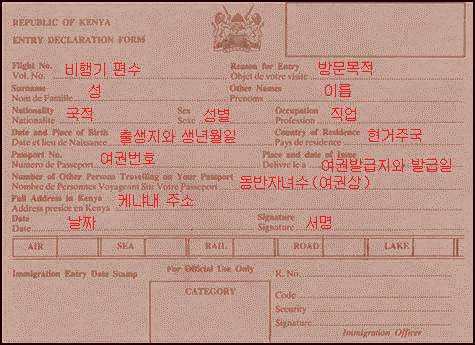 REPUBLIC OF KENYA
ENTRY DECLARATION FORM
Flight No. 비행기 편수 Reason for Entry 방문목적
Vol. No. Objet de votre visite
Surname 성 Other Names 이름
Nom de Famille Prenoms
Nationality 국적 Sex 성별 Occupation 직업
Nationalite Sexe Profession
Date and Place of Birth 출생지와 생년월일 Country of Residence 현거주국
Date et lieu de Naissance Pays de residence
Passport No. 여권번호 Place and date of Issue 여권발급지와 발급일
Numero de Passeport Delivre le a
Number of Other Persons Travelling on Your Passport 동반자녀수(여권상)
Nombre de Personnes Voyageant Sur Votre Passeport
Full Address in Kenya 케냐내 주소
Address presice en Kenya
Date 날짜 Signature 서명
Date Signature
AIR SEA RAIL ROAD LAKE
Immigration Entry Date Stamp For Official Use Only R. No.
CATEGORY
Code
Security
Signature
Immigration Officer